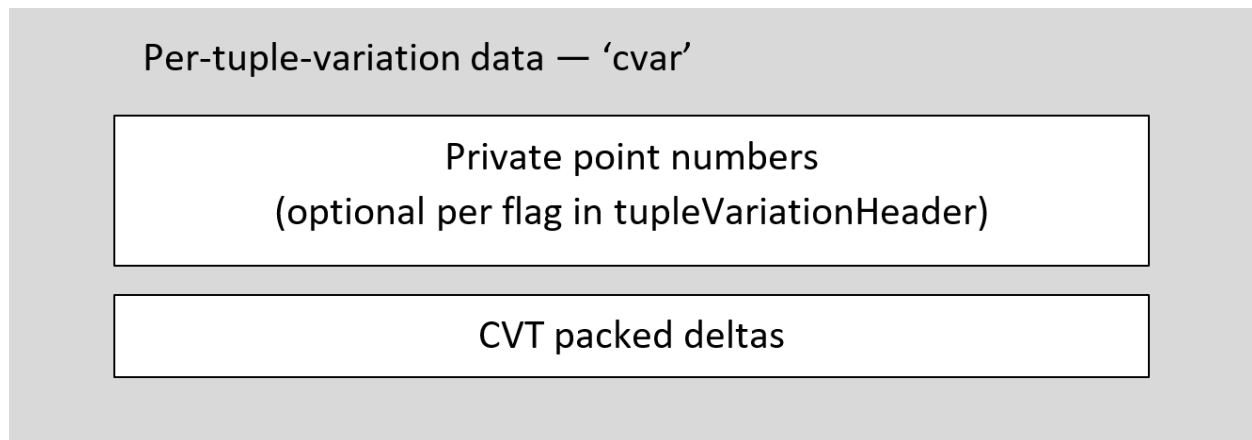 Per-tuple-variation data — ‘cvar’
Private point numbers
(optional per flag in tupleVariationHeader)
CVT packed deltas